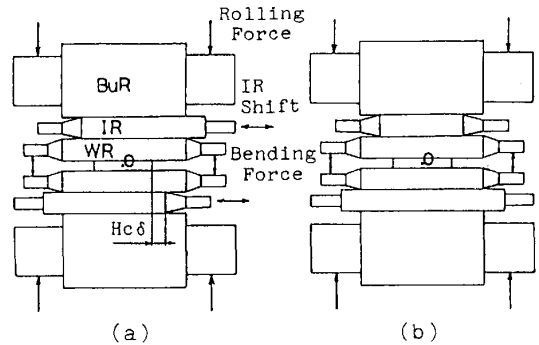 Rolling
Force
BuR
IR
Shift
IR
WR
Bending
Force
.O
.O
Hcδ
(a)
(b)